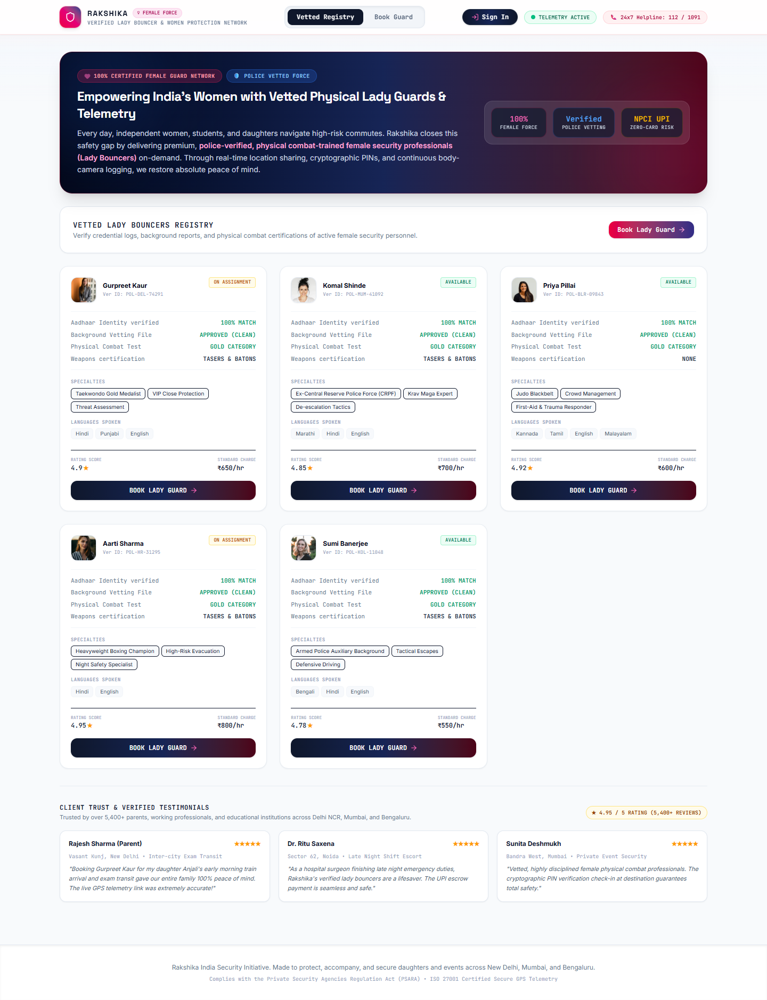 RAKSHIKA
♀ FEMALE FORCE
VERIFIED LADY BOUNCER & WOMEN PROTECTION NETWORK
Vetted Registry
Book Guard
Sign In
TELEMETRY ACTIVE
24x7 Helpline: 112 / 1091
100% CERTIFIED FEMALE GUARD NETWORK
POLICE VETTED FORCE
Empowering India's Women with Vetted Physical Lady Guards &
Telemetry
Every day, independent women, students, and daughters navigate high-risk commutes. Rakshika closes this
safety gap by delivering premium, police-verified, physical combat-trained female security professionals
(Lady Bouncers) on-demand. Through real-time location sharing, cryptographic PINs, and continuous body-
camera logging, we restore absolute peace of mind.
100%
FEMALE FORCE
Verified
POLICE VETTING
NPCI UPI
ZERO-CARD RISK
VETTED LADY BOUNCERS REGISTRY
Verify credential logs, background reports, and physical combat certifications of active female security personnel.
Book Lady Guard →
Gurpreet Kaur
Ver ID: POL-DEL-74291
ON ASSIGNMENT
Aadhaar Identity verified 100% MATCH
Background Vetting File APPROVED (CLEAN)
Physical Combat Test GOLD CATEGORY
Weapons certification TASERS & BATONS
SPECIALTIES
Taekwondo Gold Medalist VIP Close Protection
Threat Assessment
LANGUAGES SPOKEN
Hindi Punjabi English
RATING SCORE STANDARD CHARGE
4.9★ ₹650/hr
BOOK LADY GUARD →
Komal Shinde
Ver ID: POL-MUM-41092
AVAILABLE
Aadhaar Identity verified 100% MATCH
Background Vetting File APPROVED (CLEAN)
Physical Combat Test GOLD CATEGORY
Weapons certification TASERS & BATONS
SPECIALTIES
Ex-Central Reserve Police Force (CRPF) Krav Maga Expert
De-escalation Tactics
LANGUAGES SPOKEN
Marathi Hindi English
RATING SCORE STANDARD CHARGE
4.85★ ₹700/hr
BOOK LADY GUARD →
Priya Pillai
Ver ID: POL-BLR-09843
AVAILABLE
Aadhaar Identity verified 100% MATCH
Background Vetting File APPROVED (CLEAN)
Physical Combat Test GOLD CATEGORY
Weapons certification NONE
SPECIALTIES
Judo Blackbelt Crowd Management
First-Aid & Trauma Responder
LANGUAGES SPOKEN
Kannada Tamil English Malayalam
RATING SCORE STANDARD CHARGE
4.92★ ₹600/hr
BOOK LADY GUARD →
Aarti Sharma
Ver ID: POL-HR-31295
ON ASSIGNMENT
Aadhaar Identity verified 100% MATCH
Background Vetting File APPROVED (CLEAN)
Physical Combat Test GOLD CATEGORY
Weapons certification TASERS & BATONS
SPECIALTIES
Heavyweight Boxing Champion High-Risk Evacuation
Night Safety Specialist
LANGUAGES SPOKEN
Hindi English
RATING SCORE STANDARD CHARGE
4.95★ ₹800/hr
BOOK LADY GUARD →
Sumi Banerjee
Ver ID: POL-KOL-11048
AVAILABLE
Aadhaar Identity verified 100% MATCH
Background Vetting File APPROVED (CLEAN)
Physical Combat Test GOLD CATEGORY
Weapons certification TASERS & BATONS
SPECIALTIES
Armed Police Auxiliary Background Tactical Escapes
Defensive Driving
LANGUAGES SPOKEN
Bengali Hindi English
RATING SCORE STANDARD CHARGE
4.78★ ₹550/hr
BOOK LADY GUARD →
CLIENT TRUST & VERIFIED TESTIMONIALS
Trusted by over 5,400+ parents, working professionals, and educational institutions across Delhi NCR, Mumbai, and Bengaluru.
★ 4.95 / 5 RATING (5,400+ REVIEWS)
Rajesh Sharma (Parent) ★★★★★
Vasant Kunj, New Delhi • Inter-city Exam Transit
"Booking Gurpreet Kaur for my daughter Anjali's early morning train
arrival and exam transit gave our entire family 100% peace of mind.
The live GPS telemetry link was extremely accurate!"
Dr. Ritu Saxena ★★★★★
Sector 62, Noida • Late Night Shift Escort
"As a hospital surgeon finishing late night emergency duties,
Rakshika's verified lady bouncers are a lifesaver. The UPI escrow
payment is seamless and safe."
Sunita Deshmukh ★★★★★
Bandra West, Mumbai • Private Event Security
"Vetted, highly disciplined female physical combat professionals. The
cryptographic PIN verification check-in at destination guarantees
total safety."
Rakshika India Security Initiative. Made to protect, accompany, and secure daughters and events across New Delhi, Mumbai, and Bengaluru.
Complies with the Private Security Agencies Regulation Act (PSARA) • ISO 27001 Certified Secure GPS Telemetry